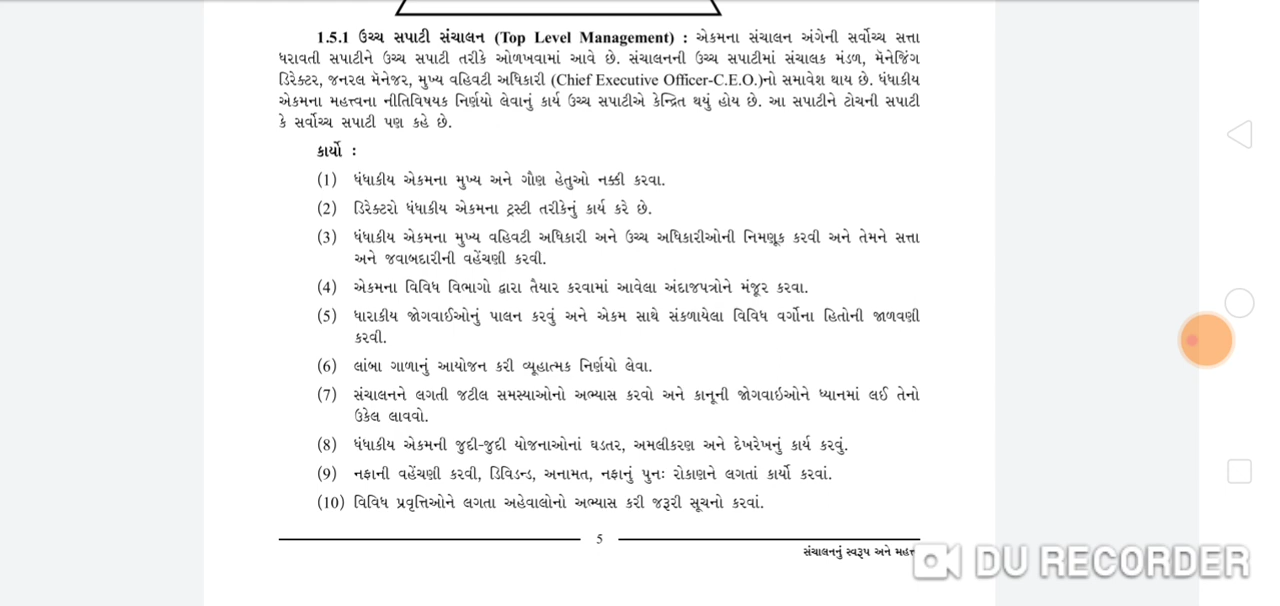 1.5.1 ઉચ્ચ સપાટી સંચાલન (Top Level Management) : એકમના સંચાલન અંગેની સર્વોચ્ચ સત્તા
ધરાવતી સપાટીને ઉચ્ચ સપાટી તરીકે ઓળખવામાં આવે છે. સંચાલનની ઉચ્ચ સપાટીમાં સંચાલક મંડળ, મૅનેજિંગ
ડિરેક્ટર, જનરલ મૅનેજર, મુખ્ય વહિવટી અધિકારી (Chief Executive Officer-C.E.O.)નો સમાવેશ થાય છે. ધંધાકીય
એકમના મહત્ત્વના નીતિવિષયક નિર્ણયો લેવાનું કાર્ય ઉચ્ચ સપાટીએ કેન્દ્રિત થયું હોય છે. આ સપાટીને ટોચની સપાટી
કે સર્વોચ્ચ સપાટી પણ કહે છે.
કાર્યો :
(1) ધંધાકીય એકમના મુખ્ય અને ગૌણ હેતુઓ નક્કી કરવા.
(2) ડિરેક્ટરો ધંધાકીય એકમના ટ્રસ્ટી તરીકેનું કાર્ય કરે છે.
(3) ધંધાકીય એકમના મુખ્ય વહિવટી અધિકારી અને ઉચ્ચ અધિકારીઓની નિમણૂક કરવી અને તેમને સત્તા
અને જવાબદારીની વહેંચણી કરવી.
(4) એકમના વિવિધ વિભાગો દ્વારા તૈયાર કરવામાં આવેલા અંદાજપત્રોને મંજૂર કરવા.
(5) ધારાકીય જોગવાઈઓનું પાલન કરવું અને એકમ સાથે સંકળાયેલા વિવિધ વર્ગોના હિતોની જાળવણી
કરવી.
(6) લાંબા ગાળાનું આયોજન કરી વ્યૂહાત્મક નિર્ણયો લેવા.
(7) સંચાલનને લગતી જટીલ સમસ્યાઓનો અભ્યાસ કરવો અને કાનૂની જોગવાઇઓને ધ્યાનમાં લઈ તેનો
ઉકેલ લાવવો.
(8) ધંધાકીય એકમની જુદી-જુદી યોજનાઓનાં ઘડતર, અમલીકરણ અને દેખરેખનું કાર્ય કરવું.
(9) નફાની વહેંચણી કરવી, ડિવિડન્ડ, અનામત, નફાનું પુનઃ રોકાણને લગતાં કાર્યો કરવાં.
(10) વિવિધ પ્રવૃત્તિઓને લગતા અહેવાલોનો અભ્યાસ કરી જરૂરી સૂચનો કરવાં.
5
સંચાલનનું સ્વરૂપ અને
DU RECORDER